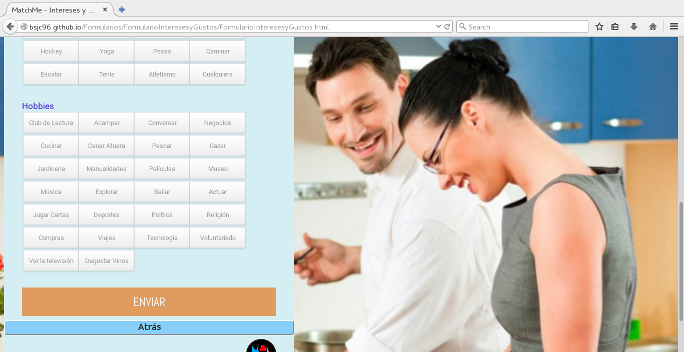 MatchMe - Intereses y ...
bsjc96.github.io/Formularios/FormularioInteresesyGustos/FormularioInteresesyGustos.html
Search
Hockey Yoga Pesas Caminar
Escalar Tenis Atletismo Cualquiera
Hobbies
Club de Lectura Acampar Conversar Negocios
Cocinar Cenar Afuera Pescar Cazar
Jardinería Manualidades Películas Museo
Música Explorar Bailar Actuar
Jugar Cartas Deportes Política Religión
Compras Viajes Tecnología Voluntariado
Ver la televisión Degustar Vinos
ENVIAR
Atrás